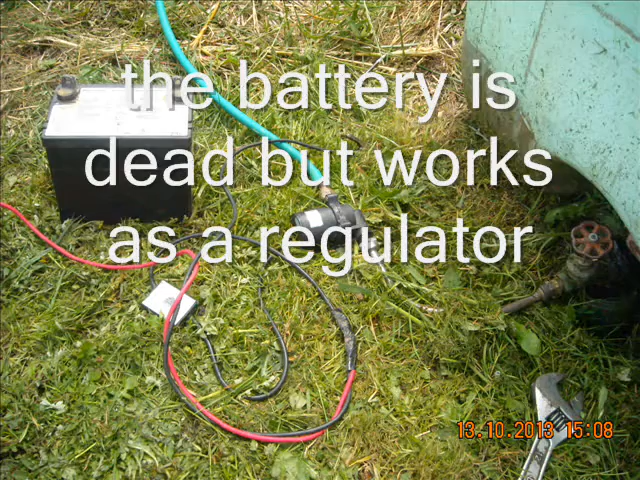 the battery is
dead but works
as a regulator
13.10.2013 15:08